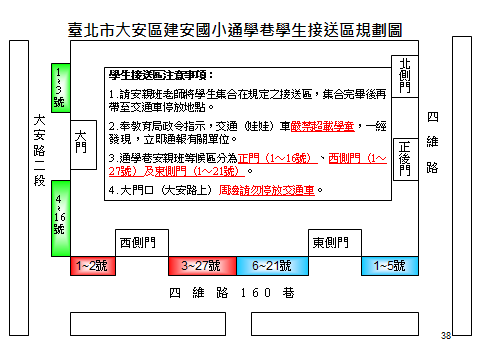 臺北市大安區建安國小通學巷學生接送區規劃圖
1~3號
大安路二段
大門
4~16號
學生接送區注意事項：
1.請安親班老師將學生集合在規定之接送區，集合完畢後再
帶至交通車停放地點。
2.奉教育局政令指示，交通（娃娃）車嚴禁超載學童，一經
發現，立即通報有關單位。
3.通學巷安親班等候區分為正門（1～16號）、西側門（1～
27號）及東側門（1～21號）。
4.大門口（大安路上）周邊請勿停放交通車。
北側門
正後門
四維路
西側門
東側門
1~2號
3~27號
6~21號
1~5號
四維路160巷
38